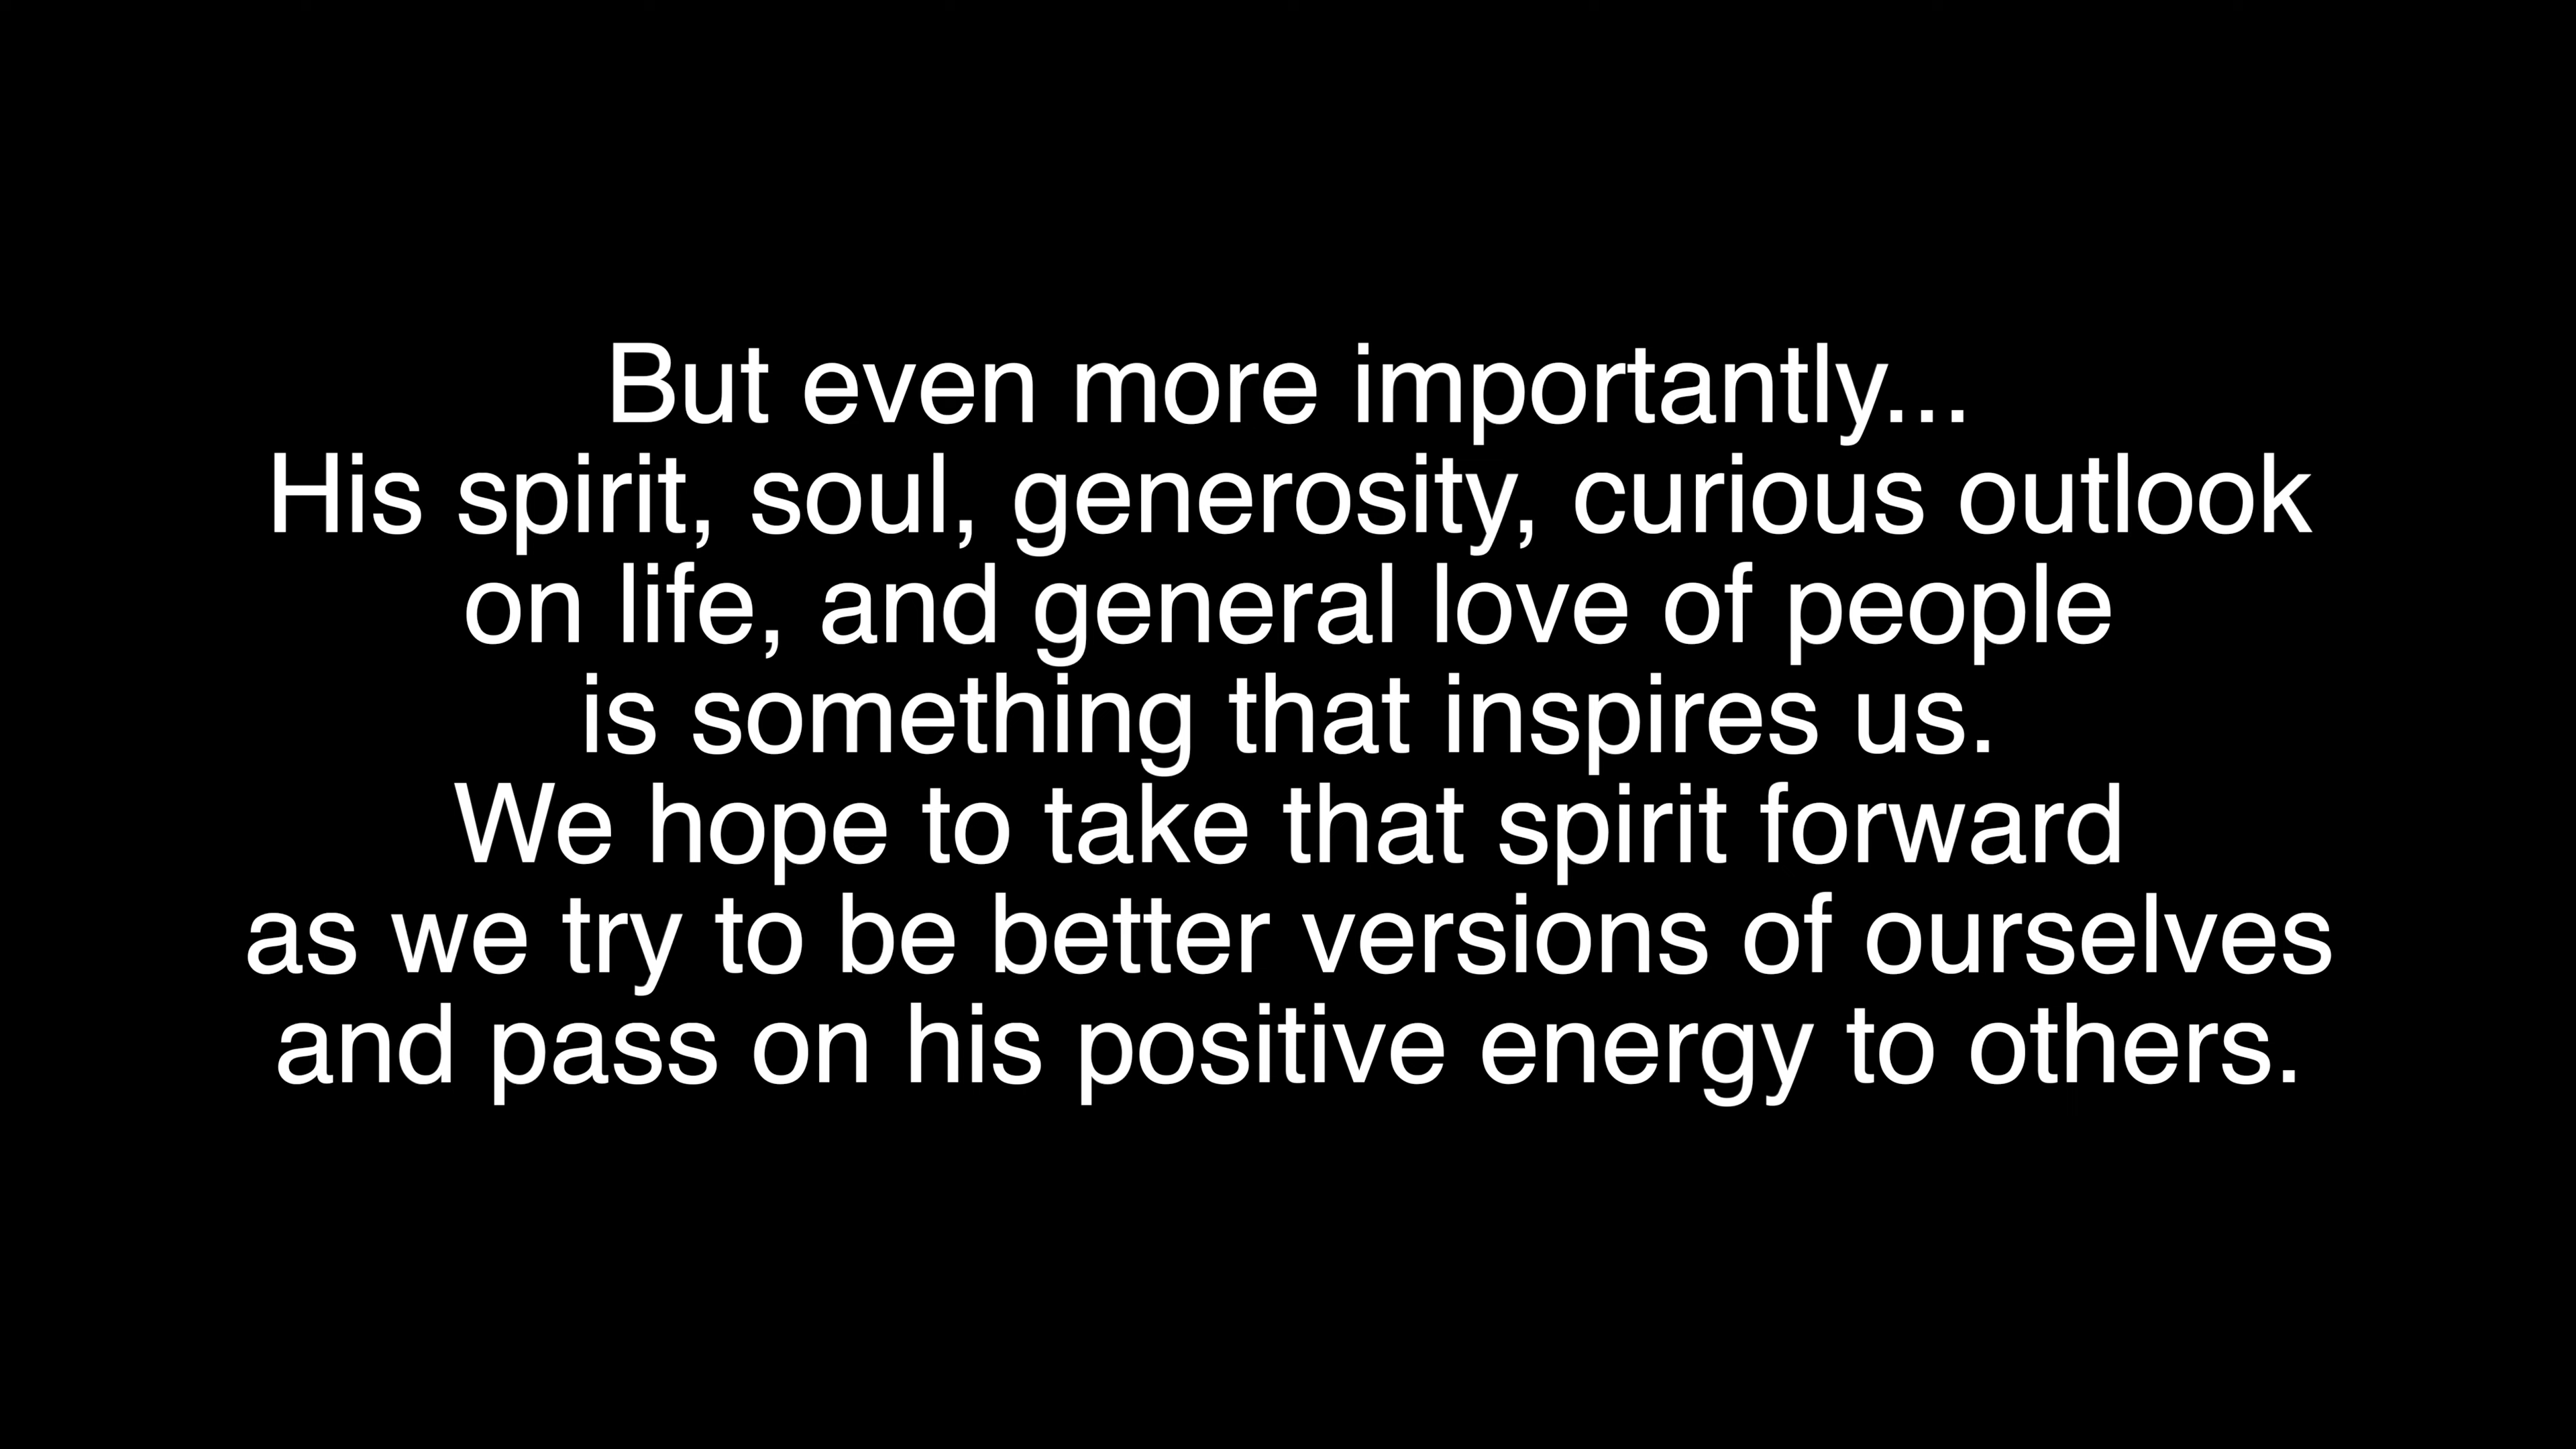 But even more importantly...
His spirit, soul, generosity, curious outlook
on life, and general love of people
is something that inspires us.
We hope to take that spirit forward
as we try to be better versions of ourselves
and pass on his positive energy to others.